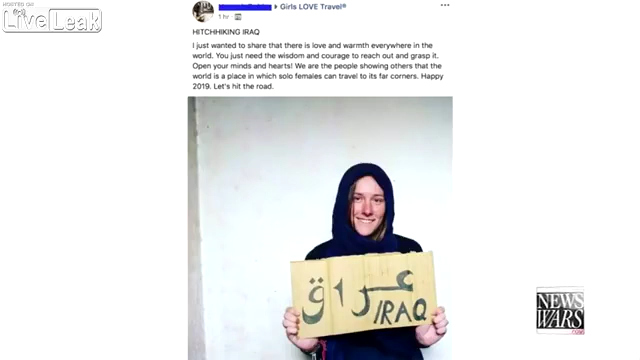 HOSTED ON
LiveLeak
Girls LOVE Travel®
1 hr
HITCHHIKING IRAQ
I just wanted to share that there is love and warmth everywhere in the
world. You just need the wisdom and courage to reach out and grasp it.
Open your minds and hearts! We are the people showing others that the
world is a place in which solo females can travel to its far corners. Happy
2019. Let's hit the road.
عراق
IRAQ
NEWS
WARS
.COM